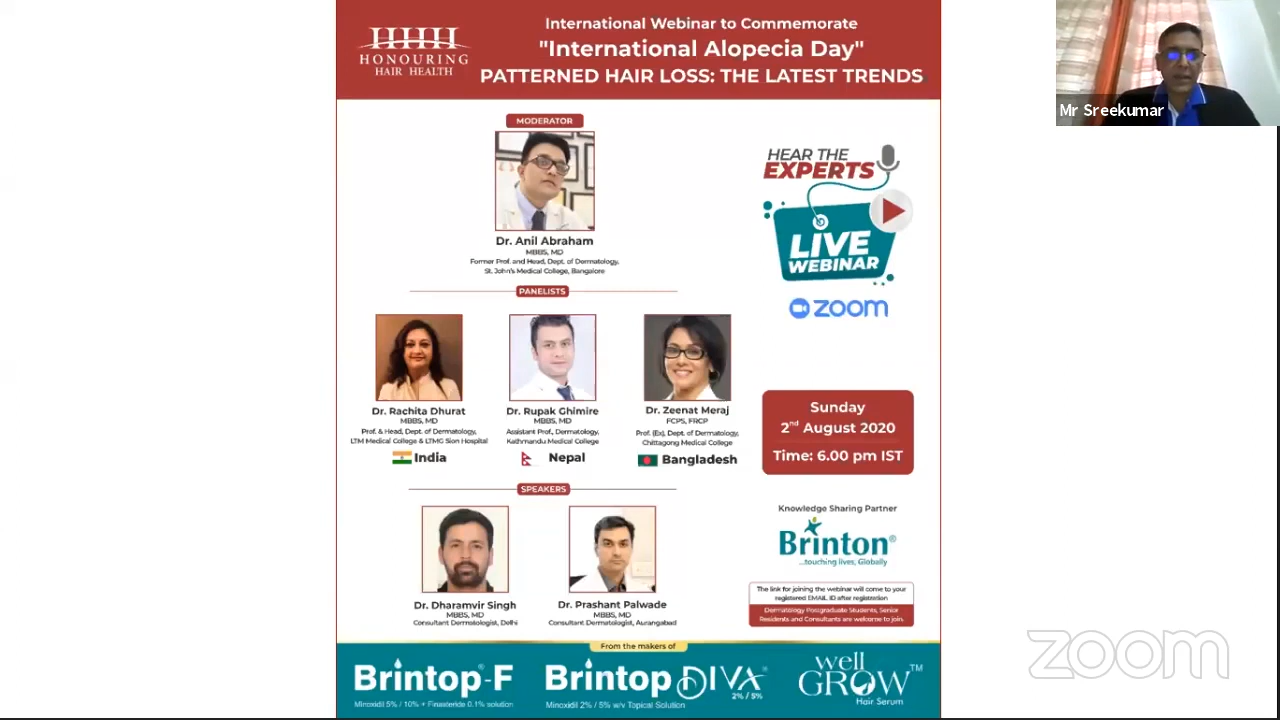 HHH
HONOURING
HAIR HEALTH
International Webinar to Commemorate
"International Alopecia Day"
PATTERNED HAIR LOSS: THE LATEST TRENDS
Mr Sreekumar
MODERATOR
Dr. Anil Abraham
MBBS, MD
Former Prof. and Head, Dept. of Dermatology,
St. John's Medical College, Bangalore
HEAR THE
EXPERTS
LIVE
WEBINAR
zoom
PANELISTS
Dr. Rachita Dhurat
MBBS, MD
Prof. & Head, Dept. of Dermatology,
LTM Medical College & LTMG Sion Hospital
India
Dr. Rupak Ghimire
MBBS, MD
Assistant Prof., Dermatology,
Kathmandu Medical College
Nepal
Dr. Zeenat Meraj
FCPS, FRCP
Prof. (Ex), Dept. of Dermatology,
Chittagong Medical College
Bangladesh
Sunday
2nd August 2020
Time: 6.00 pm IST
SPEAKERS
Dr. Dharamvir Singh
MBBS, MD
Consultant Dermatologist, Delhi
Dr. Prashant Palwade
MBBS, MD
Consultant Dermatologist, Aurangabad
Knowledge Sharing Partner
Brinton®
...touching lives, Globally
The link for joining the webinar will come to your
registered EMAIL ID after registration
Dermatology Postgraduate Students, Senior
Residents and Consultants are welcome to join.
From the makers of
Brintop®-F
Minoxidil 5% / 10% + Finasteride 0.1% solution
Brintop DIVA®
2% / 5%
Minoxidil 2% / 5% w/v Topical Solution
well
GROW™
Hair Serum
zoom